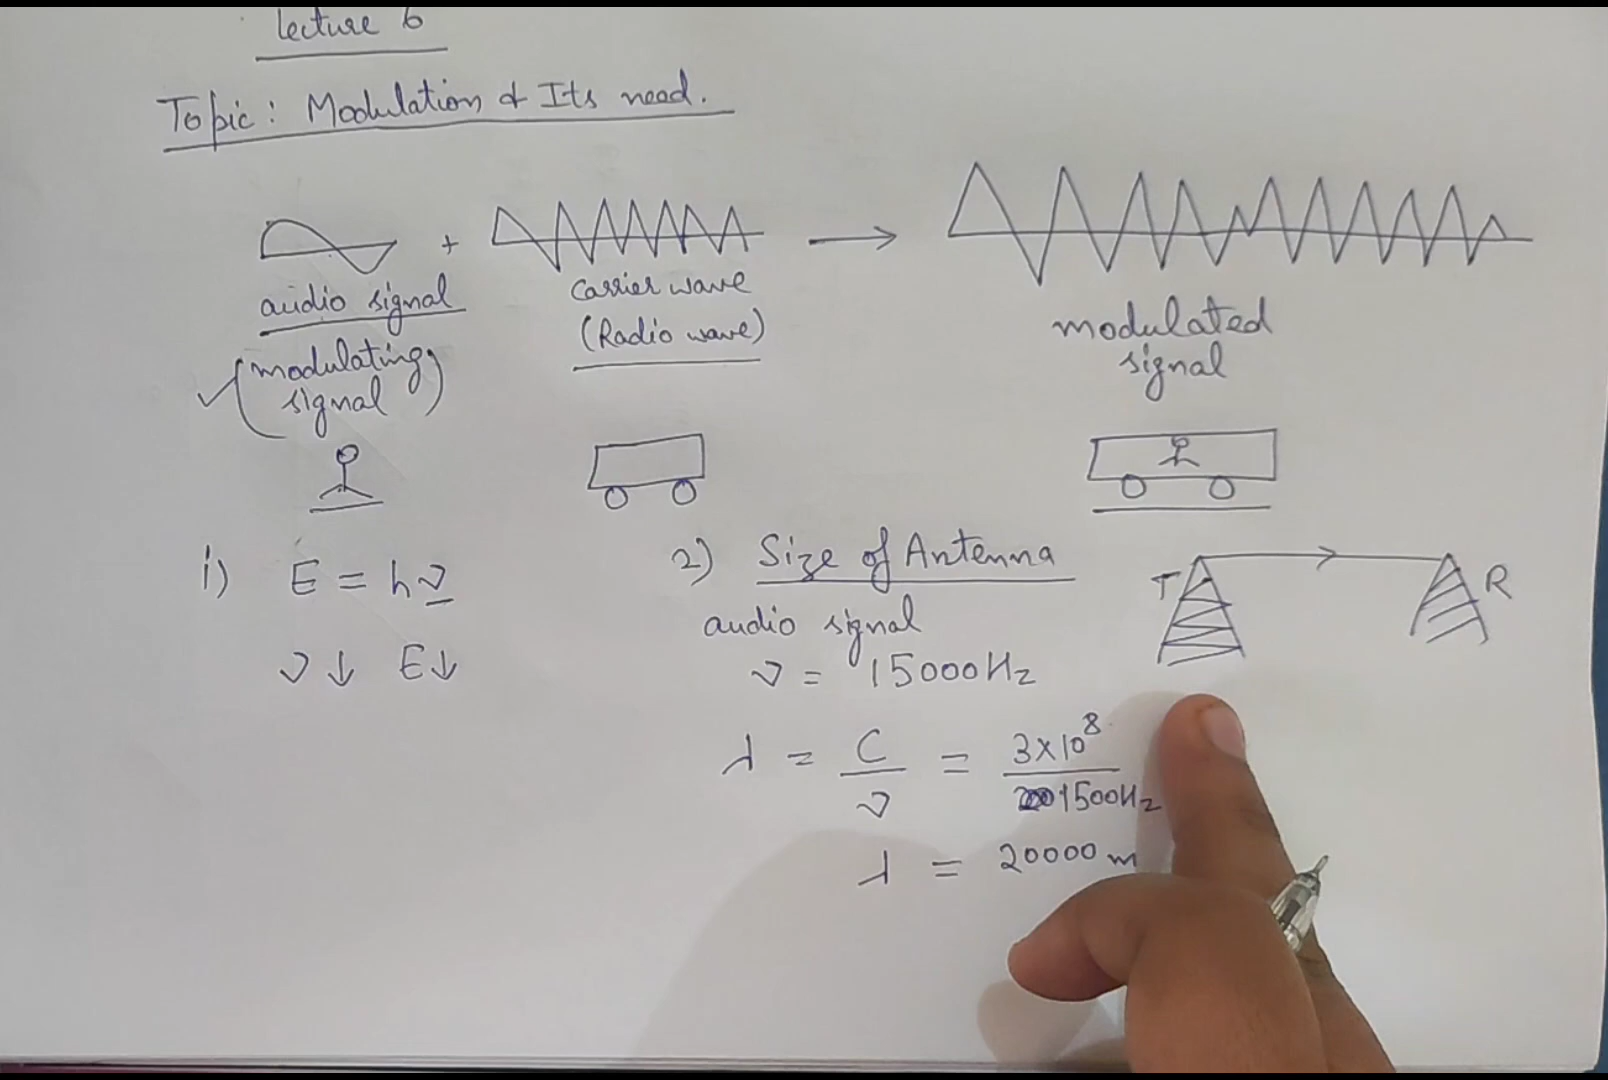 Lecture 6
Topic: Modulation & Its need.
+
audio signal
(modulating signal)
carrier wave
(Radio wave)
modulated
signal
i) E = hν
ν↓ E↓
2) Size of Antenna
T R
audio signal
ν = 15000Hz
λ = C/ν = 3×10⁸/1500Hz
λ = 20000 m